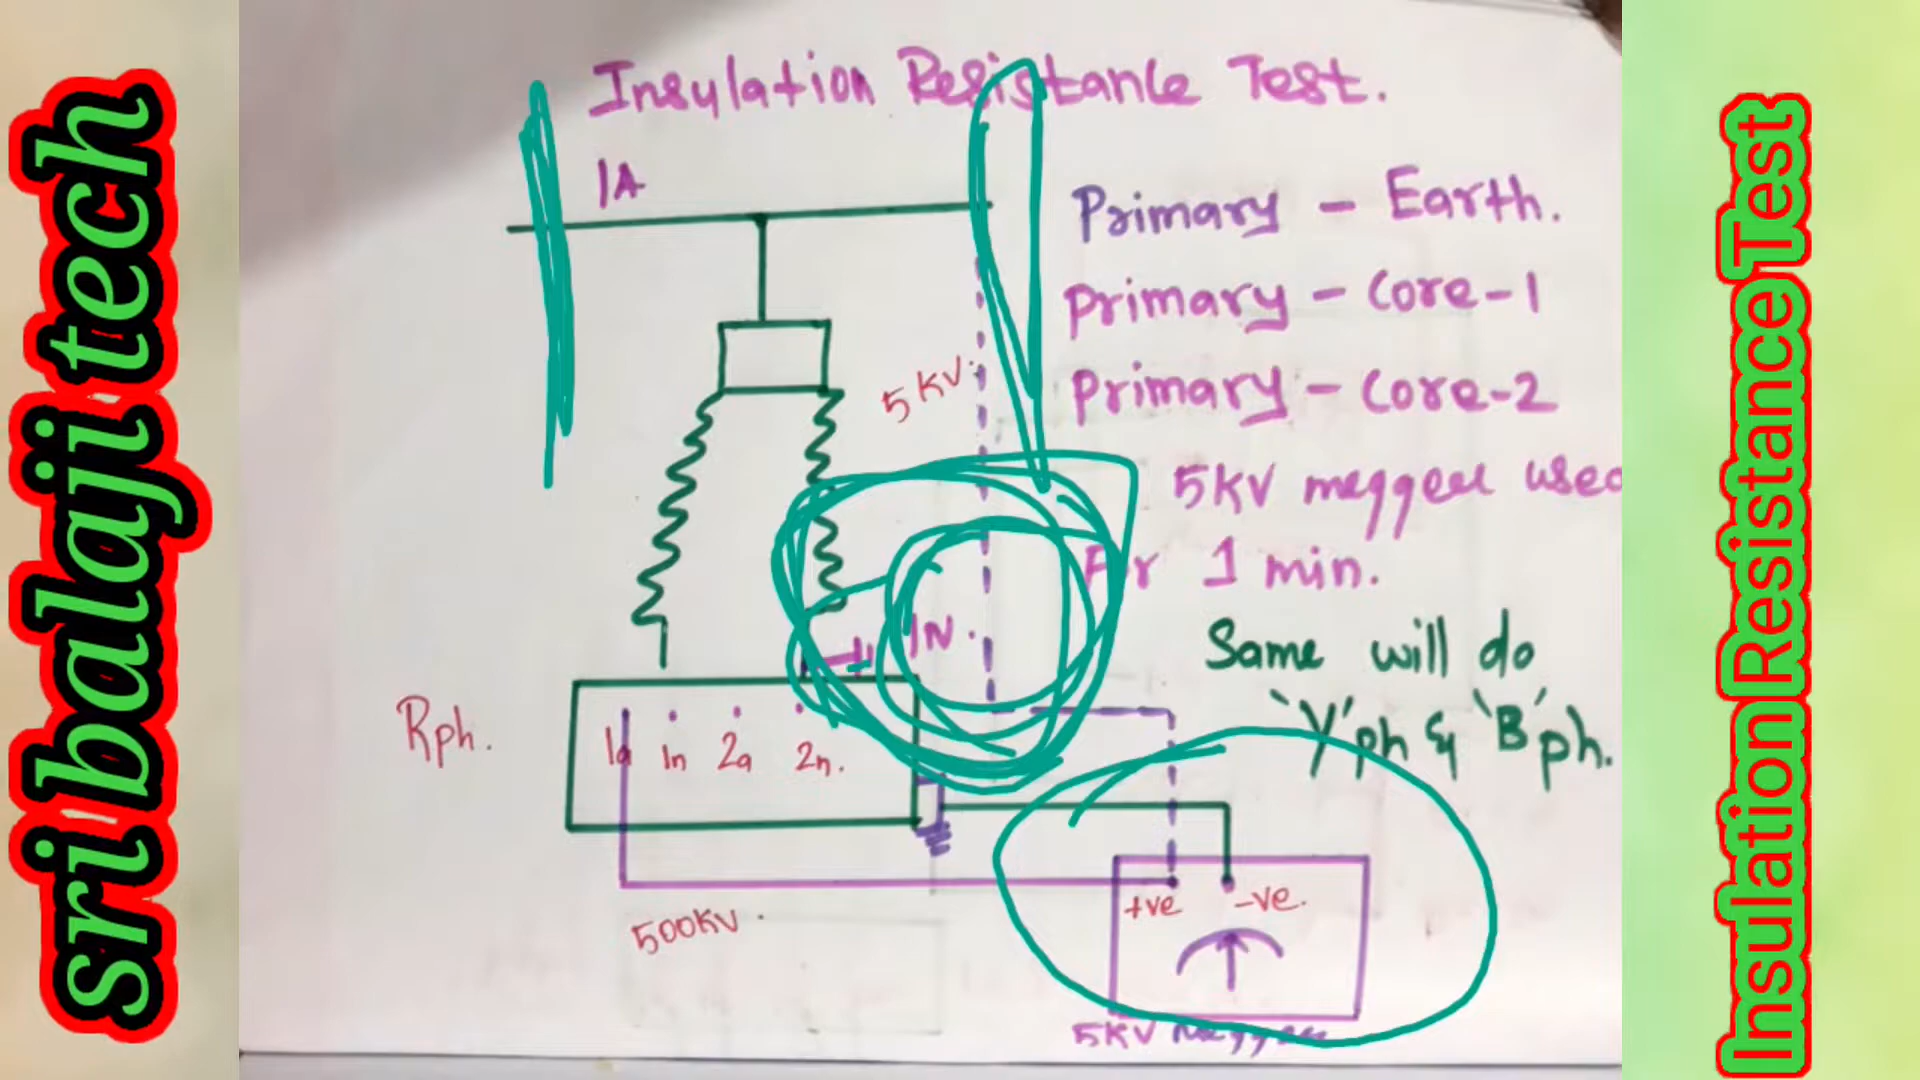 sri balaji tech
Insulation Resistance Test.
1A
Primary - Earth.
Primary - Core-1
5KV.
Primary - Core-2
5KV megger used
For 1 min.
1N.
Same will do
'Y'ph & 'B'ph.
Rph.
1a 1n 2a 2n.
+ve -ve.
500KV.
5KV Megger
Insulation Resistance Test